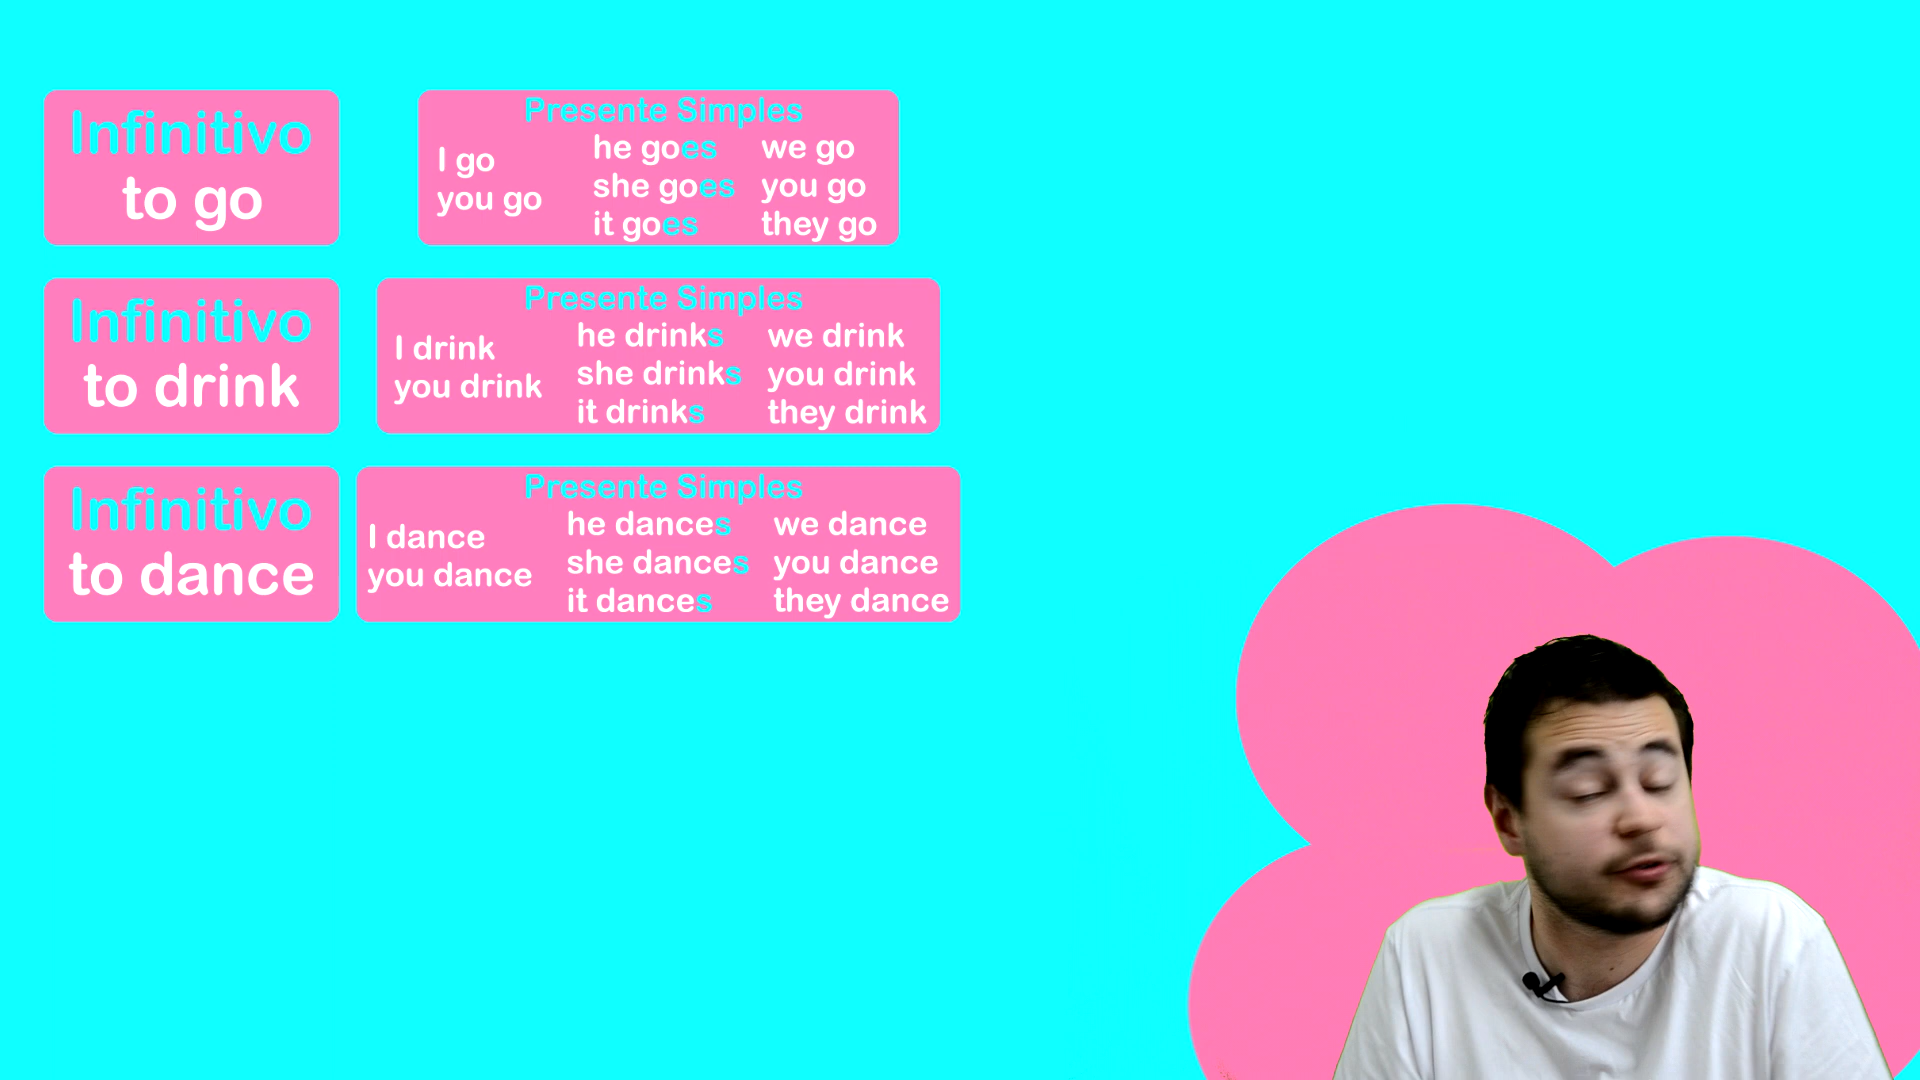 Infinitivo
to go
Presente Simples
I go
you go
he goes
she goes
it goes
we go
you go
they go
Infinitivo
to drink
Presente Simples
I drink
you drink
he drinks
she drinks
it drinks
we drink
you drink
they drink
Infinitivo
to dance
Presente Simples
I dance
you dance
he dances
she dances
it dances
we dance
you dance
they dance